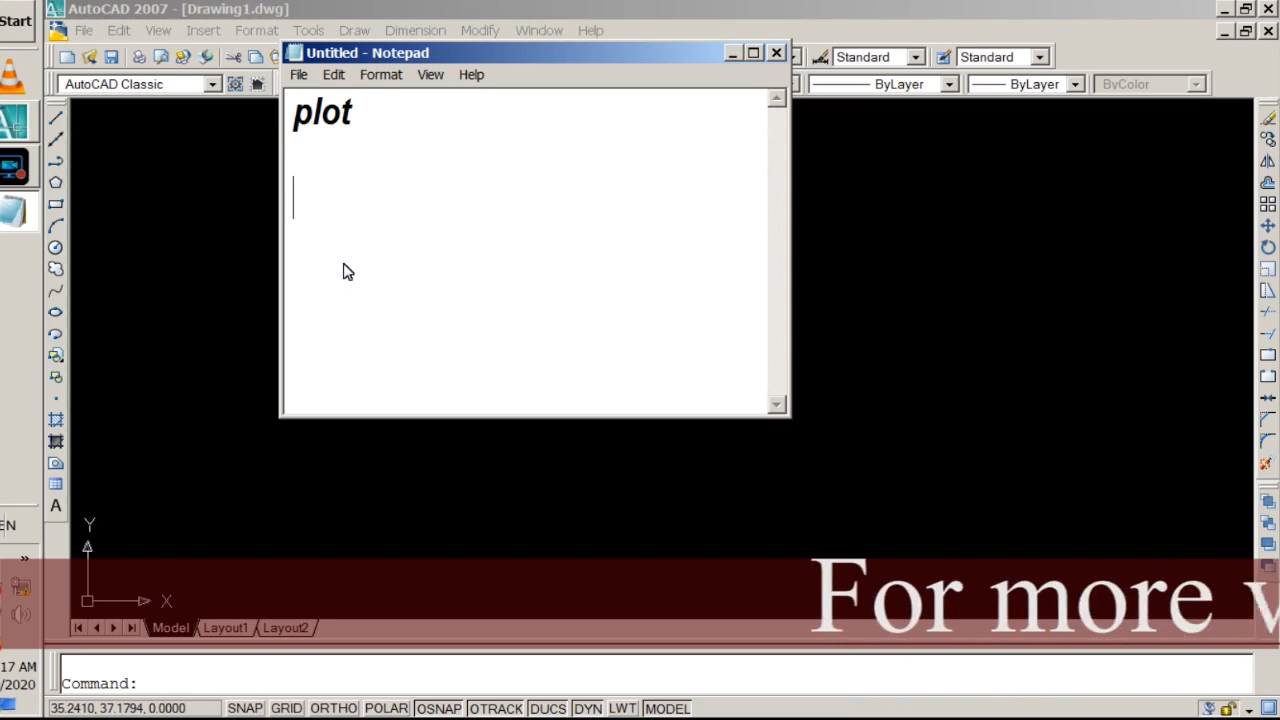 Start
AutoCAD 2007 - [Drawing1.dwg]
File Edit View Insert Format Tools Draw Dimension Modify Window Help
Untitled - Notepad
Standard Standard
File Edit Format View Help
AutoCAD Classic
ByLayer ByLayer ByColor
plot
A
EN
»
Y
X
For more
Model Layout1 Layout2
17 AM
/2020
Command:
35.2410, 37.1794, 0.0000 SNAP GRID ORTHO POLAR OSNAP OTRACK DUCS DYN LWT MODEL